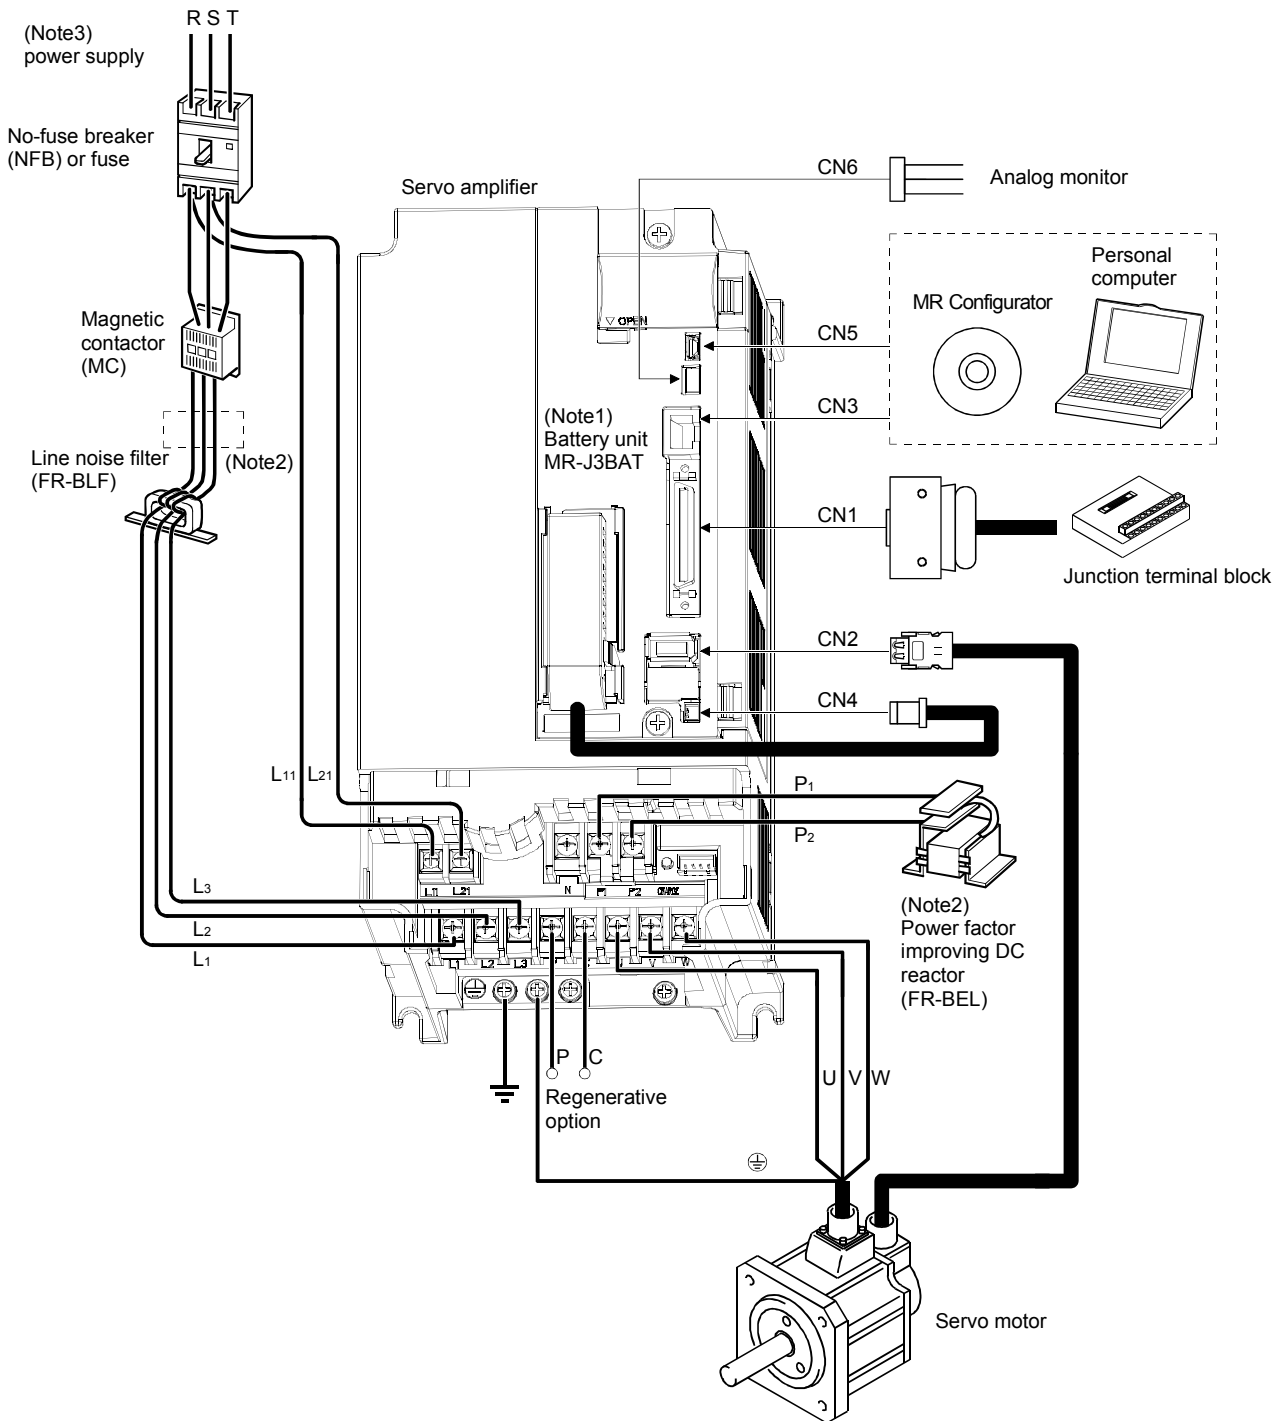 R S T
(Note3)
power supply
No-fuse breaker
(NFB) or fuse
Servo amplifier
CN6
Analog monitor
Personal
computer
MR Configurator
Magnetic
contactor
(MC)
▽ OPEN
CN5
CN3
(Note1)
Battery unit
MR-J3BAT
Line noise filter
(FR-BLF)
(Note2)
CN1
Junction terminal block
CN2
CN4
L11 L21
P1
P2
L3
L2
L1
L11 L21 N P1 P2 CHARGE
L1 L2 L3 V W
(Note2)
Power factor
improving DC
reactor
(FR-BEL)
P C
Regenerative
option
U V W
Servo motor